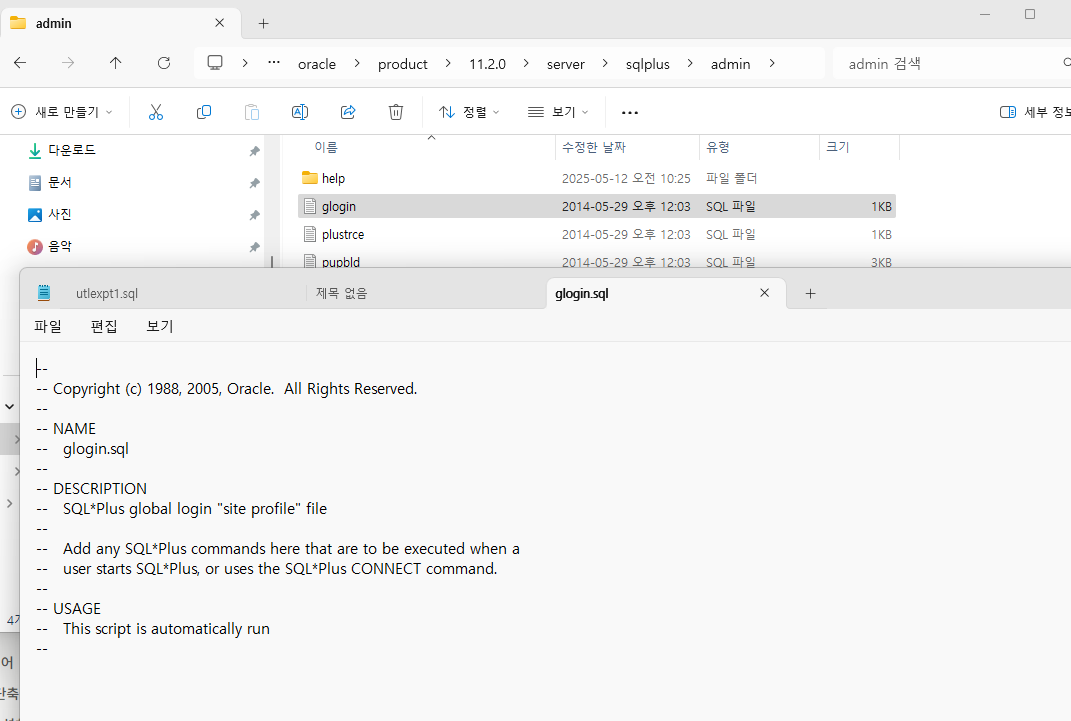 admin
oracle > product > 11.2.0 > server > sqlplus > admin >
admin 검색
새로 만들기
정렬
보기
세부 정보
이름 수정한 날짜 유형 크기
다운로드
문서
사진
음악
help 2025-05-12 오전 10:25 파일 폴더
glogin 2014-05-29 오후 12:03 SQL 파일 1KB
plustrce 2014-05-29 오후 12:03 SQL 파일 1KB
pupbld 2014-05-29 오후 12:03 SQL 파일 3KB
utlexpt1.sql
제목 없음
glogin.sql
파일 편집 보기
--
-- Copyright (c) 1988, 2005, Oracle.  All Rights Reserved.
--
-- NAME
--   glogin.sql
--
-- DESCRIPTION
--   SQL*Plus global login "site profile" file
--
--   Add any SQL*Plus commands here that are to be executed when a
--   user starts SQL*Plus, or uses the SQL*Plus CONNECT command.
--
-- USAGE
--   This script is automatically run
--